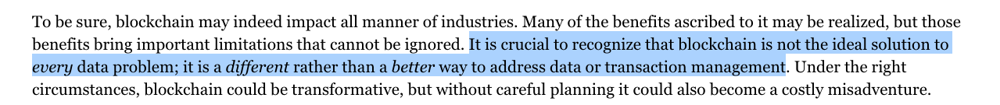 To be sure, blockchain may indeed impact all manner of industries. Many of the benefits ascribed to it may be realized, but those
benefits bring important limitations that cannot be ignored. It is crucial to recognize that blockchain is not the ideal solution to
every data problem; it is a different rather than a better way to address data or transaction management. Under the right
circumstances, blockchain could be transformative, but without careful planning it could also become a costly misadventure.